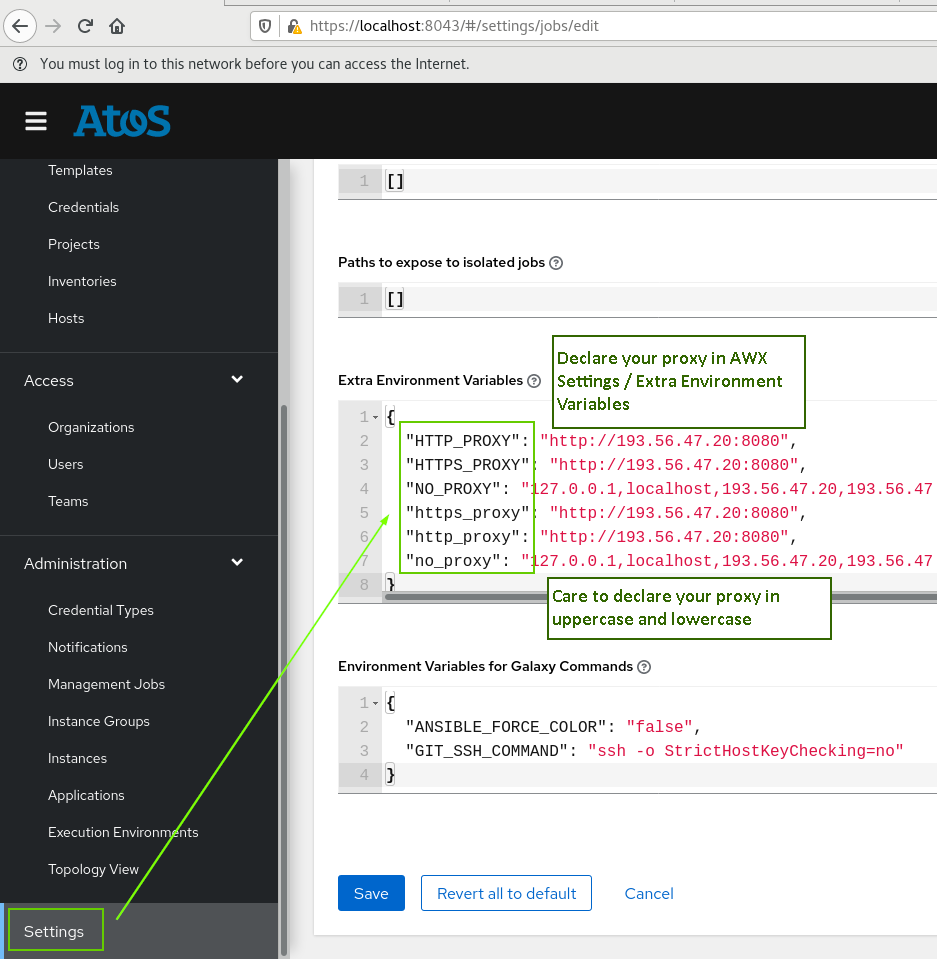 https://localhost:8043/#/settings/jobs/edit
You must log in to this network before you can access the Internet.
Atos
Templates
Credentials
Projects
Inventories
Hosts
Access
Organizations
Users
Teams
Administration
Credential Types
Notifications
Management Jobs
Instance Groups
Instances
Applications
Execution Environments
Topology View
Settings
1 []
Paths to expose to isolated jobs
1 []
Declare your proxy in AWX
Settings / Extra Environment
Variables
Extra Environment Variables
1 {
2 "HTTP_PROXY": "http://193.56.47.20:8080",
3 "HTTPS_PROXY": "http://193.56.47.20:8080",
4 "NO_PROXY": "127.0.0.1,localhost,193.56.47.20,193.56.47
5 "https_proxy": "http://193.56.47.20:8080",
6 "http_proxy": "http://193.56.47.20:8080",
7 "no_proxy": "127.0.0.1,localhost,193.56.47.20,193.56.47
8 }
Care to declare your proxy in
uppercase and lowercase
Environment Variables for Galaxy Commands
1 {
2 "ANSIBLE_FORCE_COLOR": "false",
3 "GIT_SSH_COMMAND": "ssh -o StrictHostKeyChecking=no"
4 }
Save
Revert all to default
Cancel